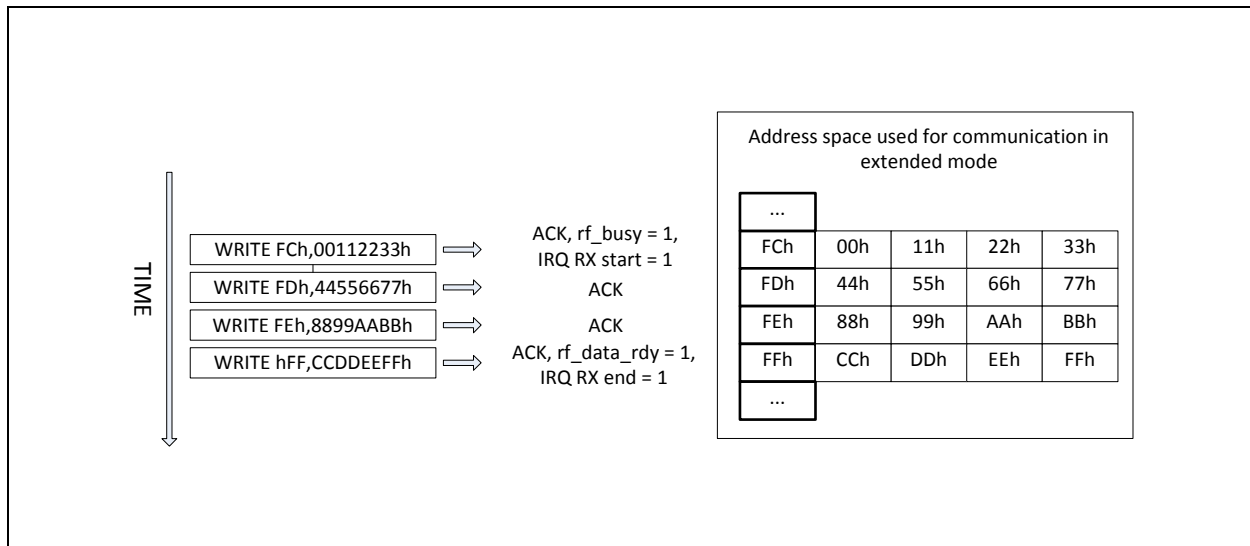 TIME
WRITE FCh,00112233h
ACK, rf_busy = 1,
IRQ RX start = 1
WRITE FDh,44556677h
ACK
WRITE FEh,8899AABBh
ACK
WRITE hFF,CCDDEEFFh
ACK, rf_data_rdy = 1,
IRQ RX end = 1
Address space used for communication in
extended mode
...
FCh 00h 11h 22h 33h
FDh 44h 55h 66h 77h
FEh 88h 99h AAh BBh
FFh CCh DDh EEh FFh
...